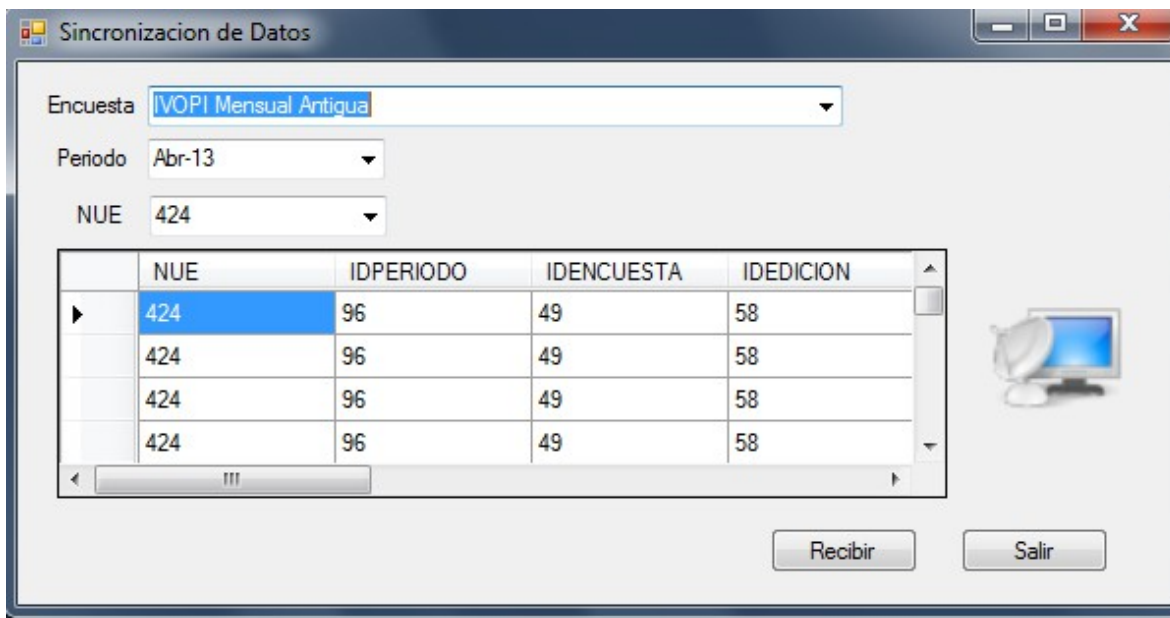 Sincronizacion de Datos
Encuesta IVOPI Mensual Antigua
Periodo Abr-13
NUE 424
NUE IDPERIODO IDENCUESTA IDEDICION
424 96 49 58
424 96 49 58
424 96 49 58
424 96 49 58
Recibir Salir